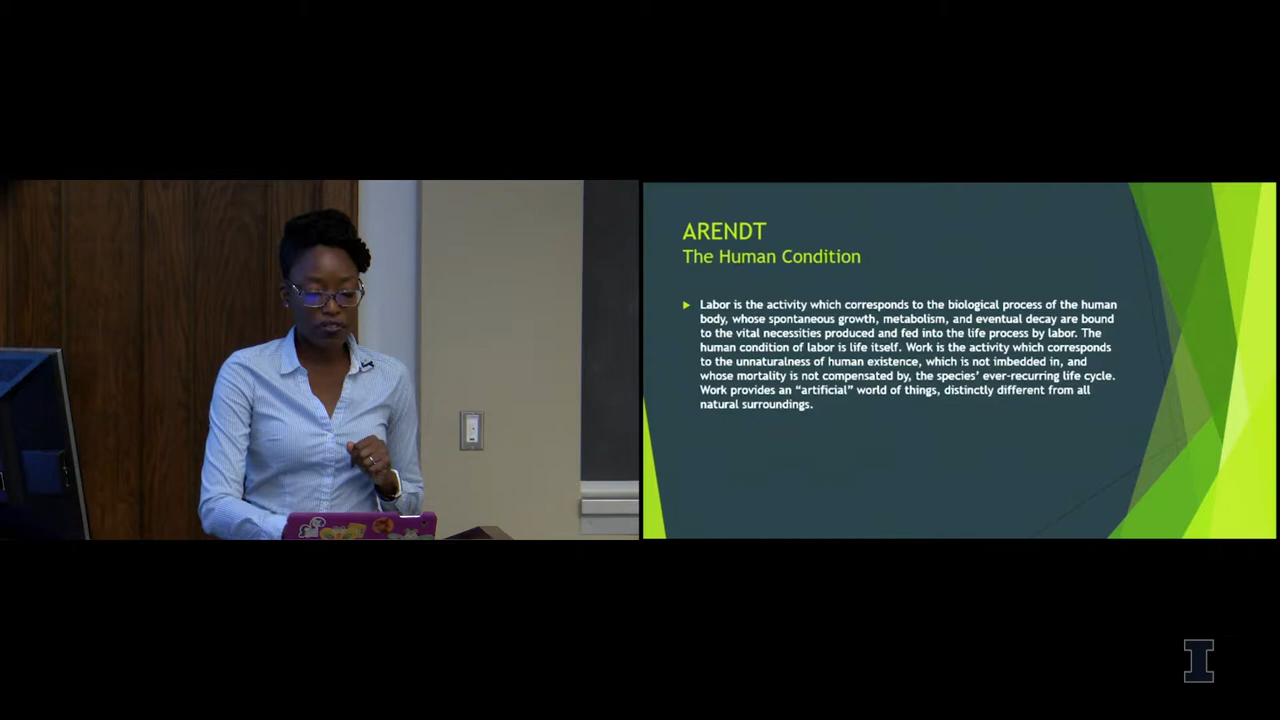 ARENDT
The Human Condition
Labor is the activity which corresponds to the biological process of the human
body, whose spontaneous growth, metabolism, and eventual decay are bound
to the vital necessities produced and fed into the life process by labor. The
human condition of labor is life itself. Work is the activity which corresponds
to the unnaturalness of human existence, which is not imbedded in, and
whose mortality is not compensated by, the species’ ever-recurring life cycle.
Work provides an “artificial” world of things, distinctly different from all
natural surroundings.
I